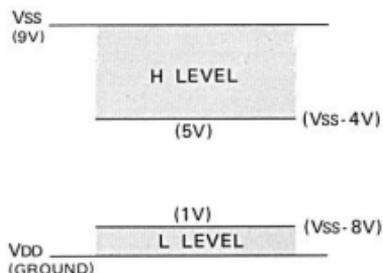 VSS
(9V)
H LEVEL
(5V)
(VSS-4V)
(1V)
(VSS-8V)
L LEVEL
VDD
(GROUND)